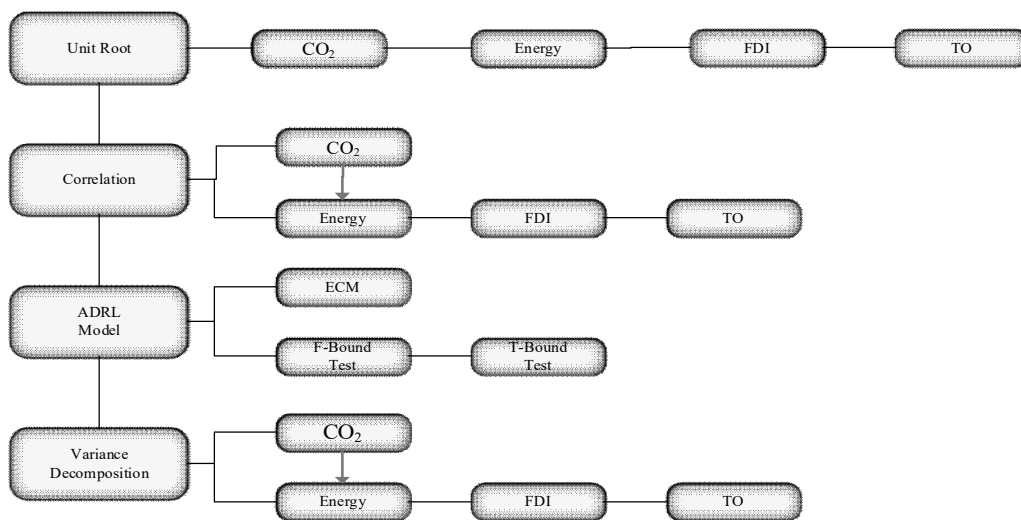 Unit Root
CO₂
Energy
FDI
TO
Correlation
CO₂
Energy
FDI
TO
ADRL
Model
ECM
F-Bound
Test
T-Bound
Test
Variance
Decomposition
CO₂
Energy
FDI
TO